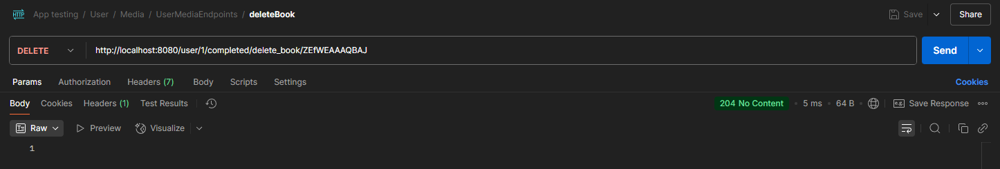 HTTP App testing / User / Media / UserMediaEndpoints / deleteBook Save Share
DELETE http://localhost:8080/user/1/completed/delete_book/ZEfWEAAAQBAJ Send
Params Authorization Headers (7) Body Scripts Settings Cookies
Body Cookies Headers (1) Test Results 204 No Content • 5 ms • 64 B • e.g. Save Response
Raw Preview Visualize
1